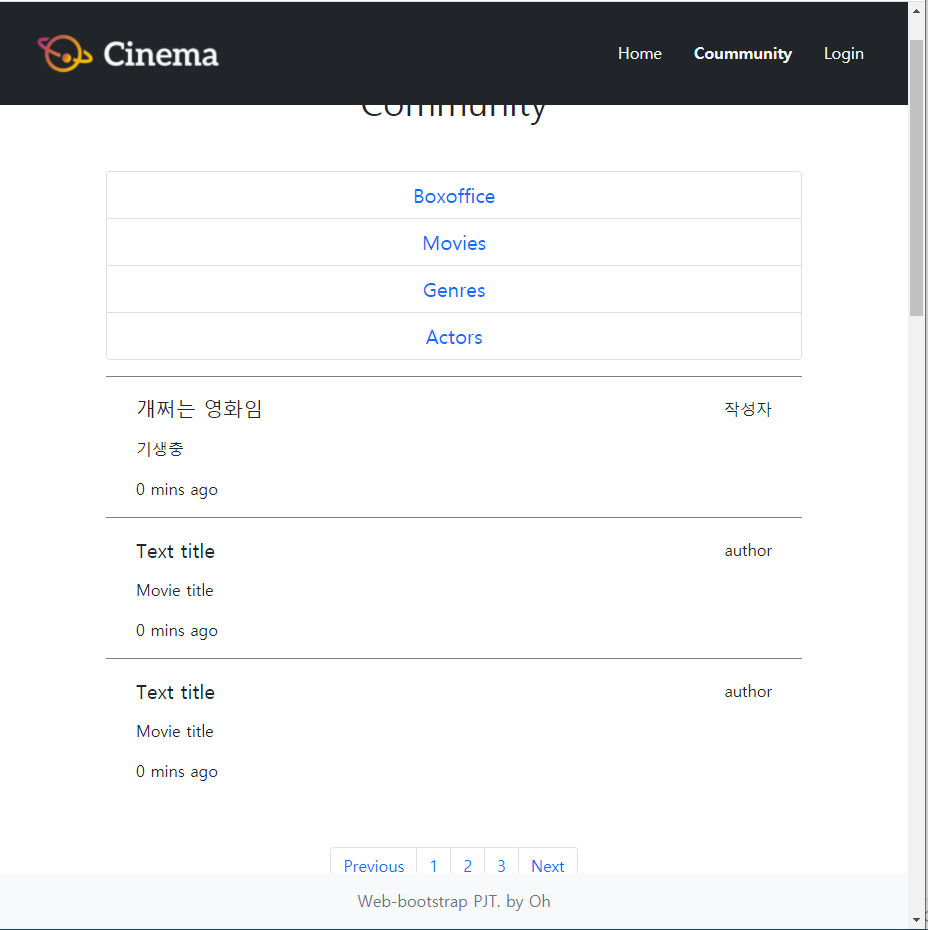 Cinema
Home Coummunity Login
Community
Boxoffice
Movies
Genres
Actors
개쩌는 영화임 작성자
기생충
0 mins ago
Text title author
Movie title
0 mins ago
Text title author
Movie title
0 mins ago
Previous 1 2 3 Next
Web-bootstrap PJT. by Oh